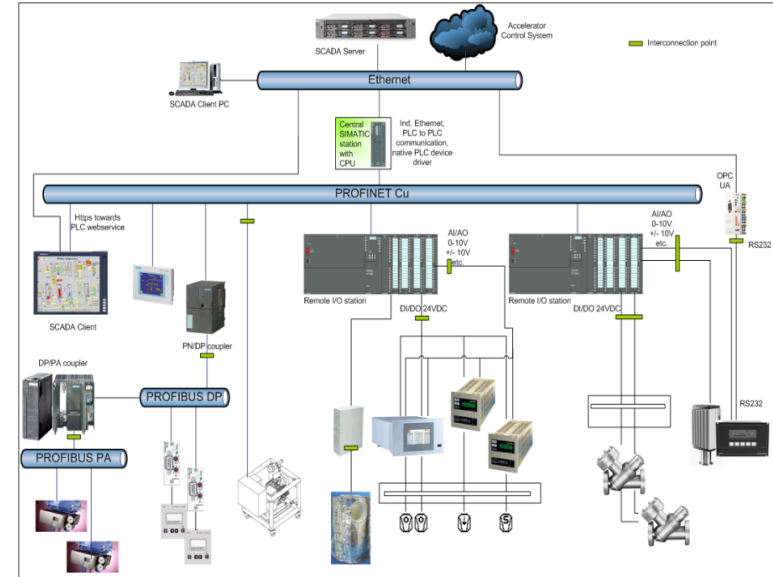 Accelerator
Control System
SCADA Server
Interconnection point
Ethernet
SCADA Client PC
Central
SIMATIC
station
with
CPU
Ind. Ethernet,
PLC to PLC
communication,
native PLC device
driver
OPC
UA
PROFINET Cu
Https towards
PLC webservice
AI/AO
0-10V
+/- 10V
etc.
AI/AO
0-10V
+/- 10V
etc.
RS232
Remote I/O station
DI/DO 24VDC
Remote I/O station
DI/DO 24VDC
SCADA Client
PN/DP coupler
DP/PA coupler
PROFIBUS DP
RS232
PROFIBUS PA